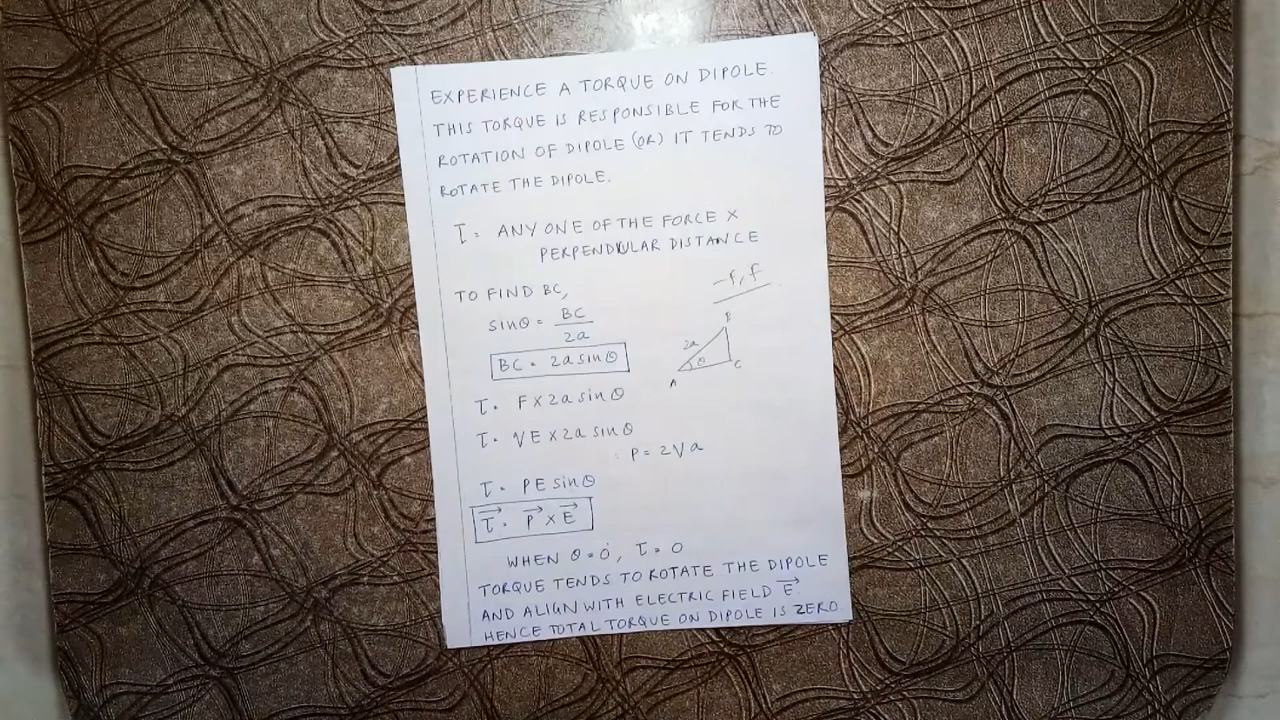 EXPERIENCE A TORQUE ON DIPOLE.
THIS TORQUE IS RESPONSIBLE FOR THE
ROTATION OF DIPOLE (OR) IT TENDS TO
ROTATE THE DIPOLE.
τ = ANY ONE OF THE FORCE ×
PERPENDICULAR DISTANCE
-F, F
TO FIND BC,
sinθ = BC
2a
BC = 2a sinθ
B
2a
θ
C
A
τ = F × 2a sinθ
τ = qE × 2a sinθ
P = 2qa
τ = PE sinθ
τ⃗ = P⃗ × E⃗
WHEN θ = 0, τ = 0
TORQUE TENDS TO ROTATE THE DIPOLE
AND ALIGN WITH ELECTRIC FIELD E⃗.
HENCE TOTAL TORQUE ON DIPOLE IS ZERO.